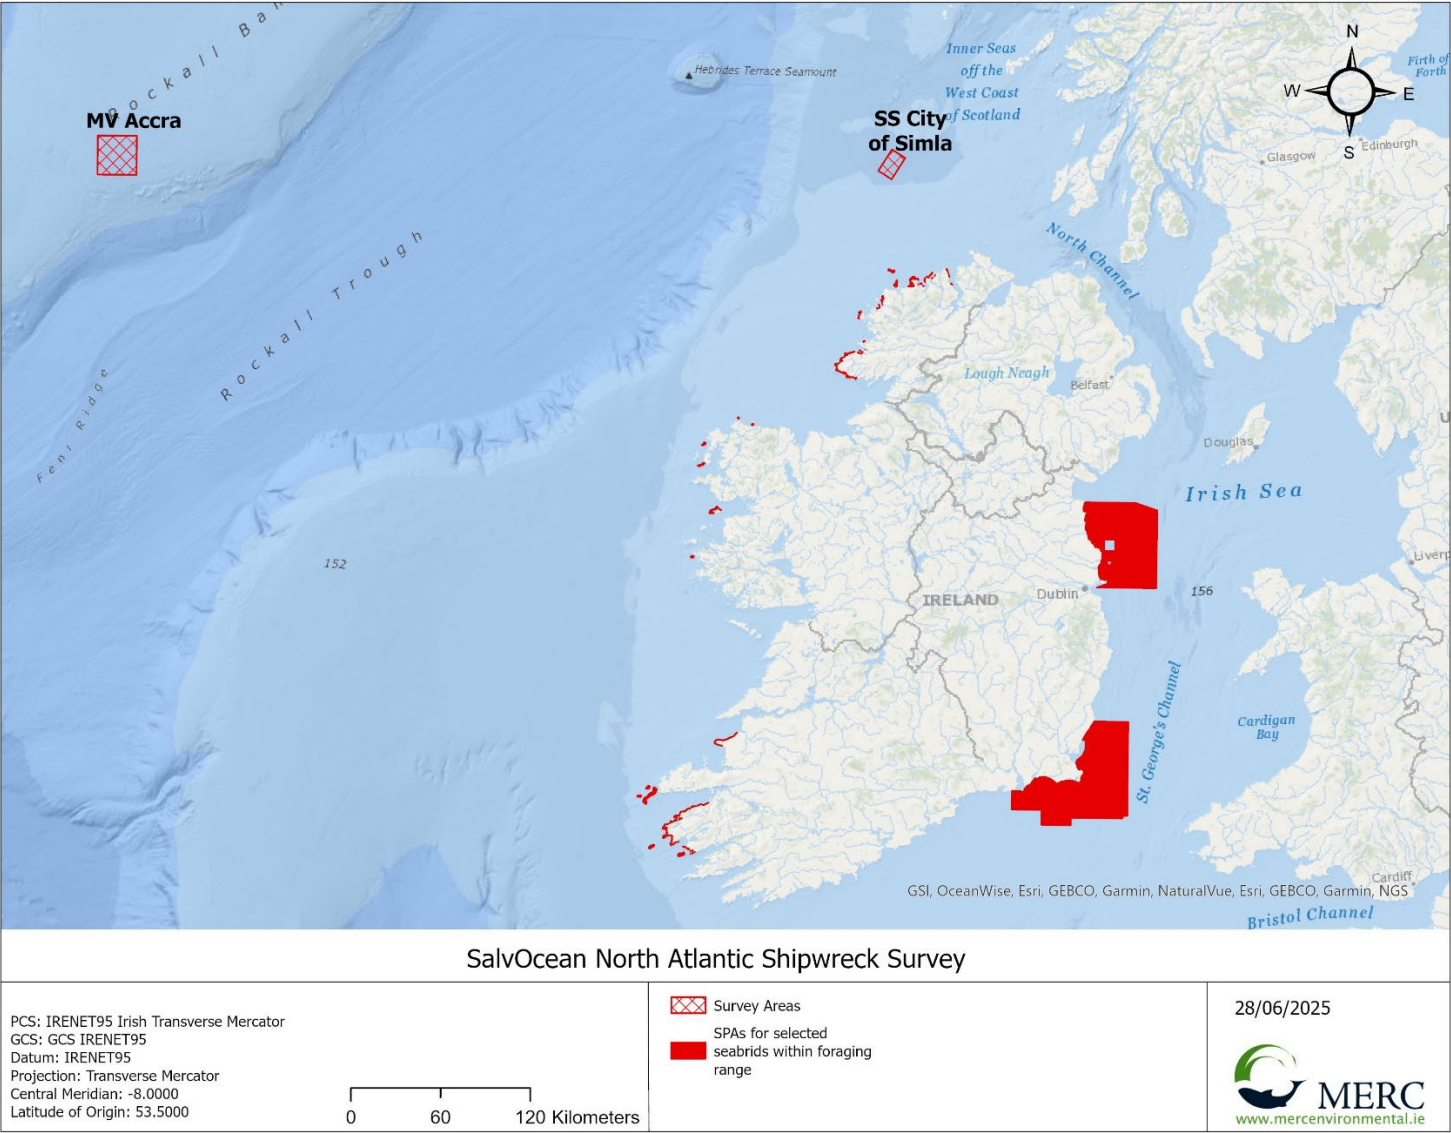 Rockall Ban
MV Accra
Hebrides Terrace Seamount
Inner Seas
off the
West Coast
of Scotland
SS City
of Simla
N
W
E
S
Firth of
Forth
Glasgow
Edinburgh
North Channel
Rockall Trough
Feni Ridge
Lough Neagh
Belfast
Douglas
U
Irish Sea
152
IRELAND
Dublin
156
Liverp
St. George's Channel
Cardigan
Bay
Cardiff
GSI, OceanWise, Esri, GEBCO, Garmin, NaturalVue, Esri, GEBCO, Garmin, NGS
Bristol Channel
SalvOcean North Atlantic Shipwreck Survey
PCS: IRENET95 Irish Transverse Mercator
GCS: GCS IRENET95
Datum: IRENET95
Projection: Transverse Mercator
Central Meridian: -8.0000
Latitude of Origin: 53.5000
0 60 120 Kilometers
Survey Areas
SPAs for selected
seabrids within foraging
range
28/06/2025
MERC
www.mercenvironmental.ie